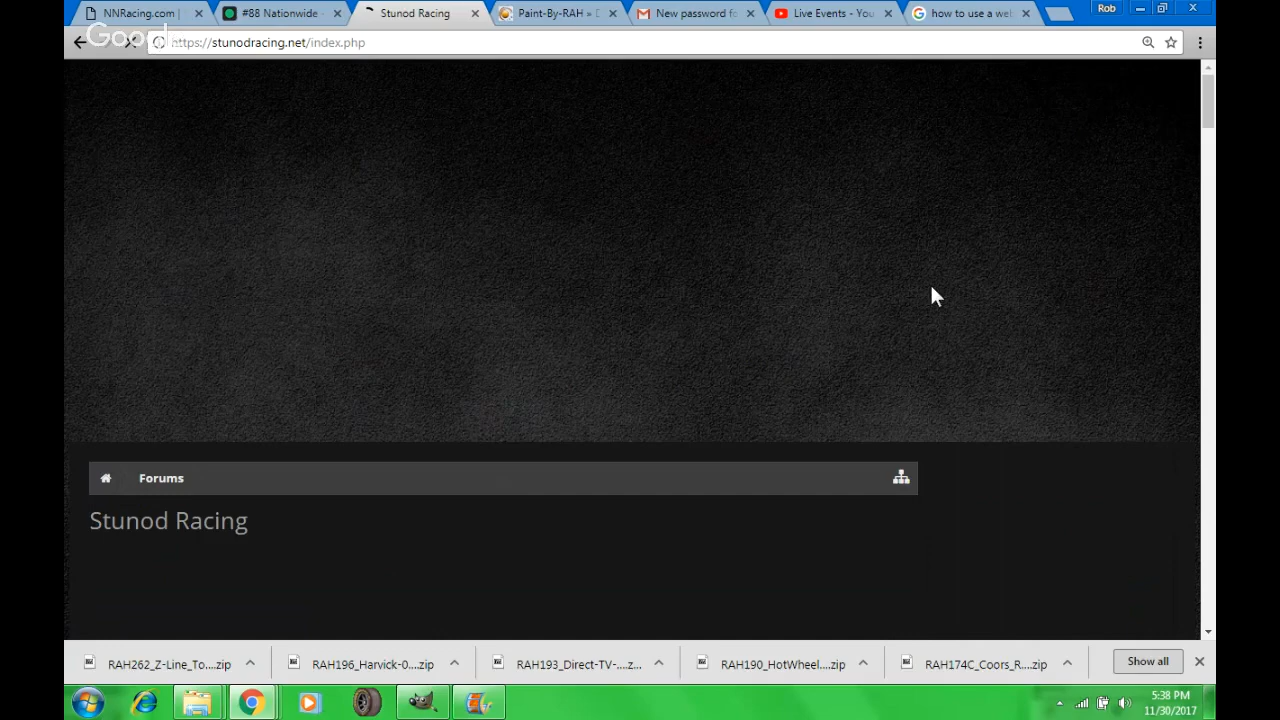 NNRacing.com |
#88 Nationwide -
Stunod Racing
Paint-By-RAH » D
New password fo
Live Events - You
how to use a web
Rob
Google
https://stunodracing.net/index.php
Forums
Stunod Racing
RAH262_Z-Line_To....zip
RAH196_Harvick-0....zip
RAH193_Direct-TV-....z...
RAH190_HotWheel....zip
RAH174C_Coors_R....zip
Show all
5:38 PM
11/30/2017